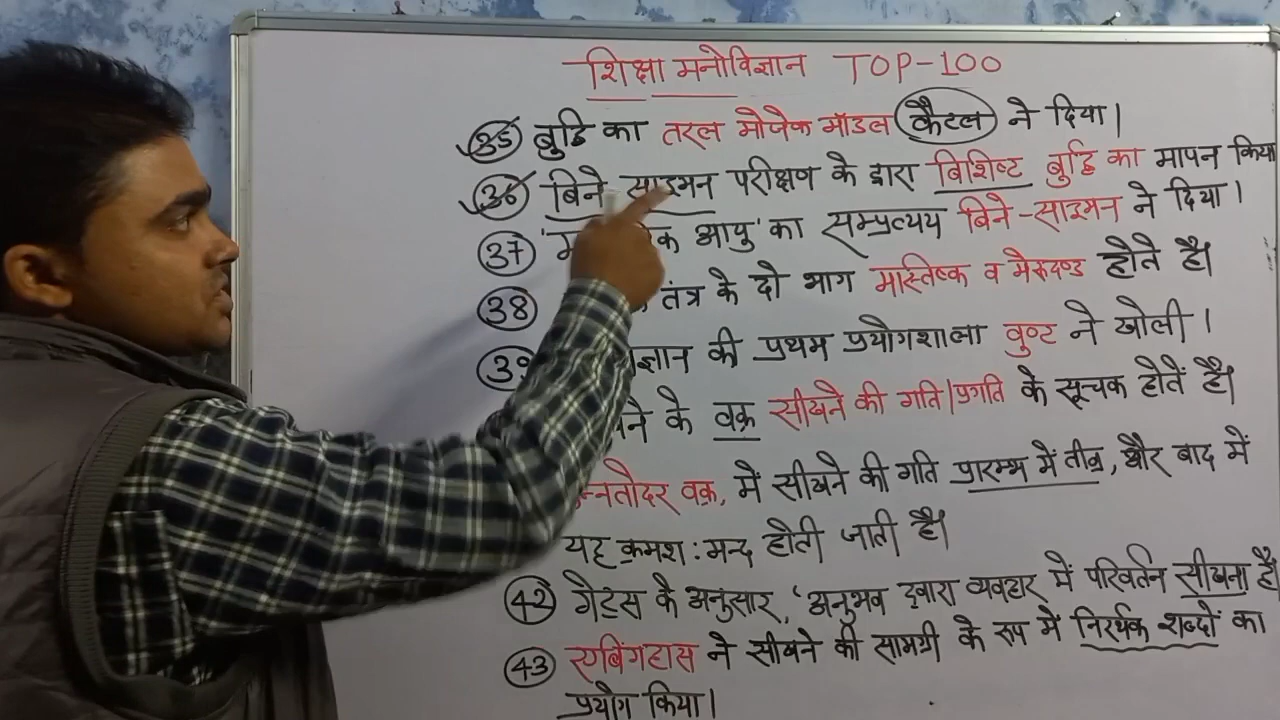 शिक्षा मनोविज्ञान TOP-100
35 बुद्धि का तरल मोजेक मॉडल कैटल ने दिया।
36 बिने साइमन परीक्षण के द्वारा विशिष्ट बुद्धि का मापन किया
37 आयु' का सम्प्रत्यय बिने-साइमन ने दिया।
38 तंत्र के दो भाग मास्तिष्क व मेरूदण्ड होते है।
39 की प्रथम प्रयोगशाला वुण्ट ने खोली।
के वक्र सीखने की गति/प्रगति के सूचक होतें है।
वक्र, में सीखने की गति प्रारम्भ में तीव्र, और बाद में
यह क्रमश:मन्द होती जाती है।
42 गेट्स के अनुसार, 'अनुभव द्वारा व्यवहार में परिवर्तन सीखना है
43 एबिंगहास ने सीखने की सामग्री के रूप में निरर्थक शब्दों का
प्रयोग किया।